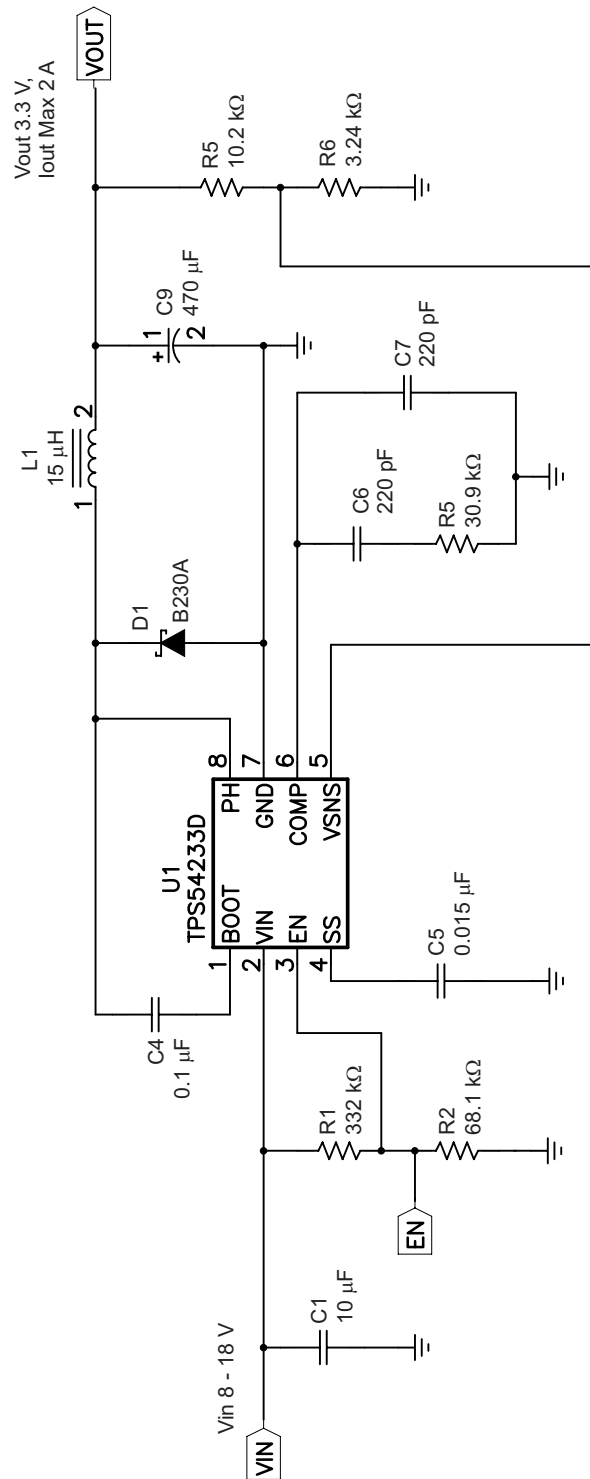 VIN
Vin 8 - 18 V
C1
10 μF
EN
R1
332 kΩ
R2
68.1 kΩ
C4
0.1 μF
C5
0.015 μF
U1
TPS54233D
1
BOOT
2
VIN
3
EN
4
SS
8
PH
7
GND
6
COMP
5
VSNS
D1
B230A
L1
15 μH
1
2
C9
470 μF
+
1
2
C6
220 pF
R5
30.9 kΩ
C7
220 pF
Vout 3.3 V,
Iout Max 2 A
VOUT
R5
10.2 kΩ
R6
3.24 kΩ